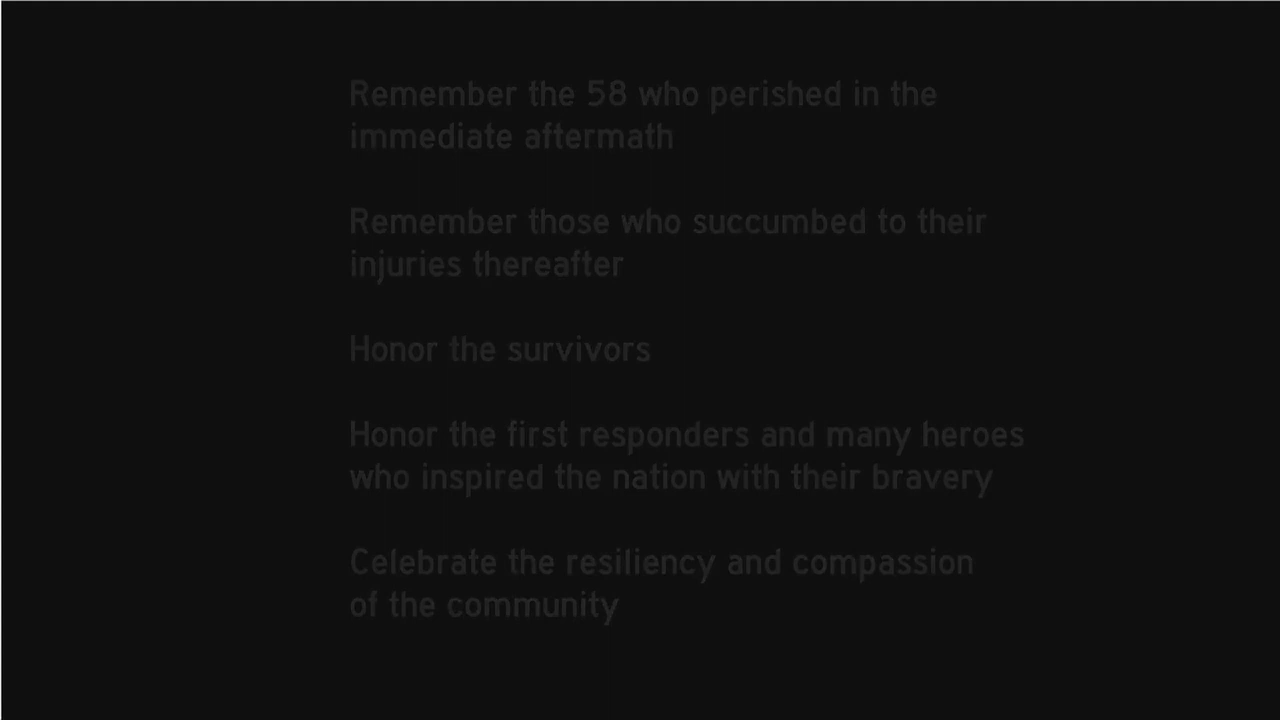 Remember the 58 who perished in the
immediate aftermath
Remember those who succumbed to their
injuries thereafter
Honor the survivors
Honor the first responders and many heroes
who inspired the nation with their bravery
Celebrate the resiliency and compassion
of the community